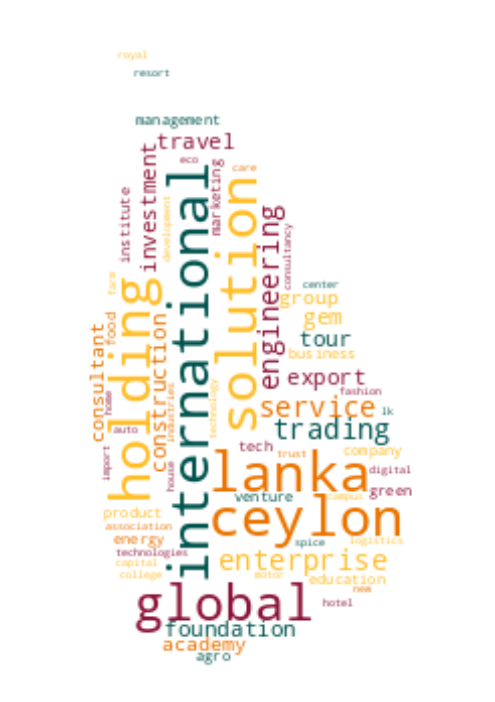 royal
resort
management
travel
eco
care
investment
marketing
institute
development
international
solution
engineering
consultancy
center
farm
holding
group
gem
food
construction
tour
consultant
business
export
technology
industries
home
fashion
service
lk
auto
trading
tech
trust
company
import
house
lanka
digital
venture
campus
green
ceylon
product
association
energy
spice
logistics
technologies
enterprise
capital
college
motor
education
new
global
hotel
foundation
academy
agro